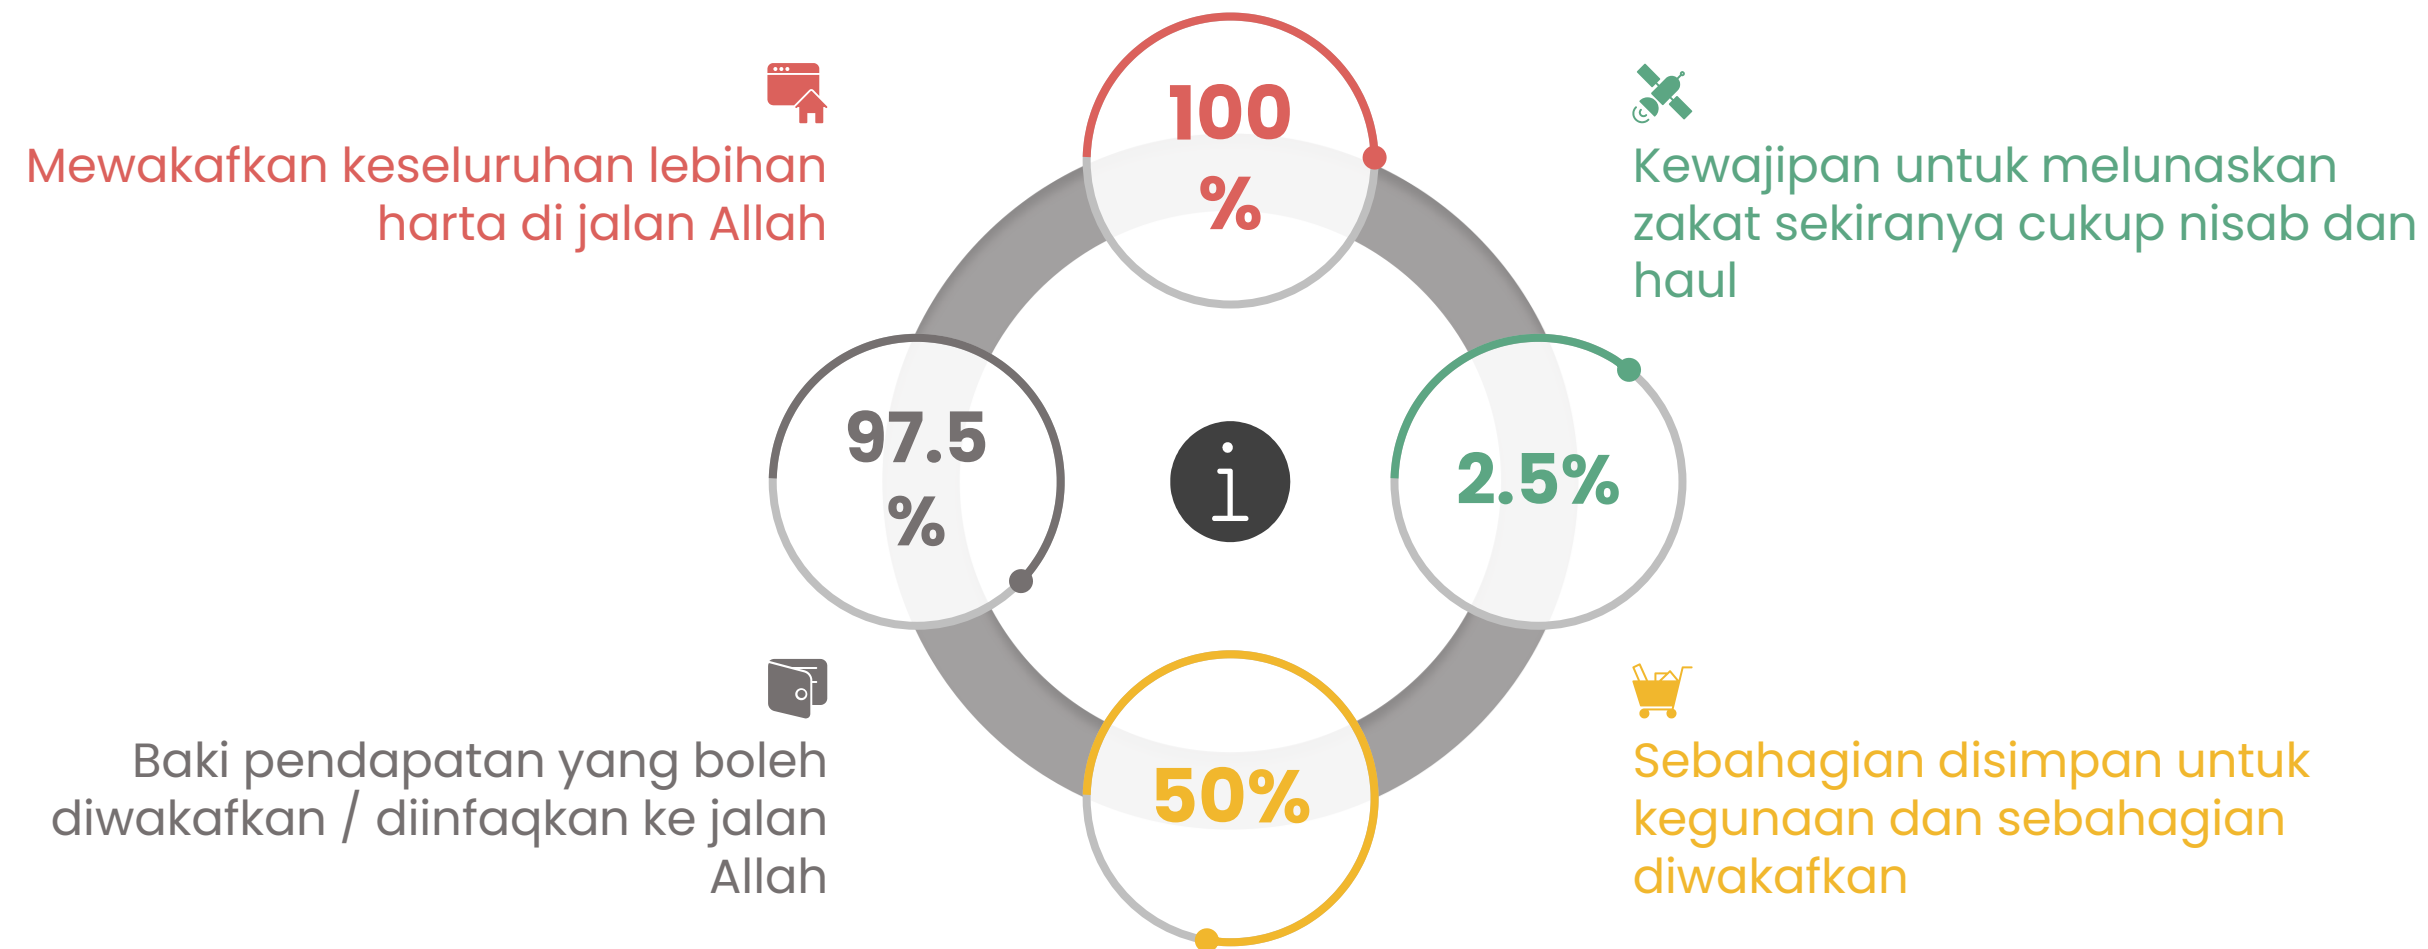 Mewakafkan keseluruhan lebihan
harta di jalan Allah
100
%
Kewajipan untuk melunaskan
zakat sekiranya cukup nisab dan
haul
97.5
%
i
2.5%
Baki pendapatan yang boleh
diwakafkan / diinfaqkan ke jalan
Allah
50%
Sebahagian disimpan untuk
kegunaan dan sebahagian
diwakafkan